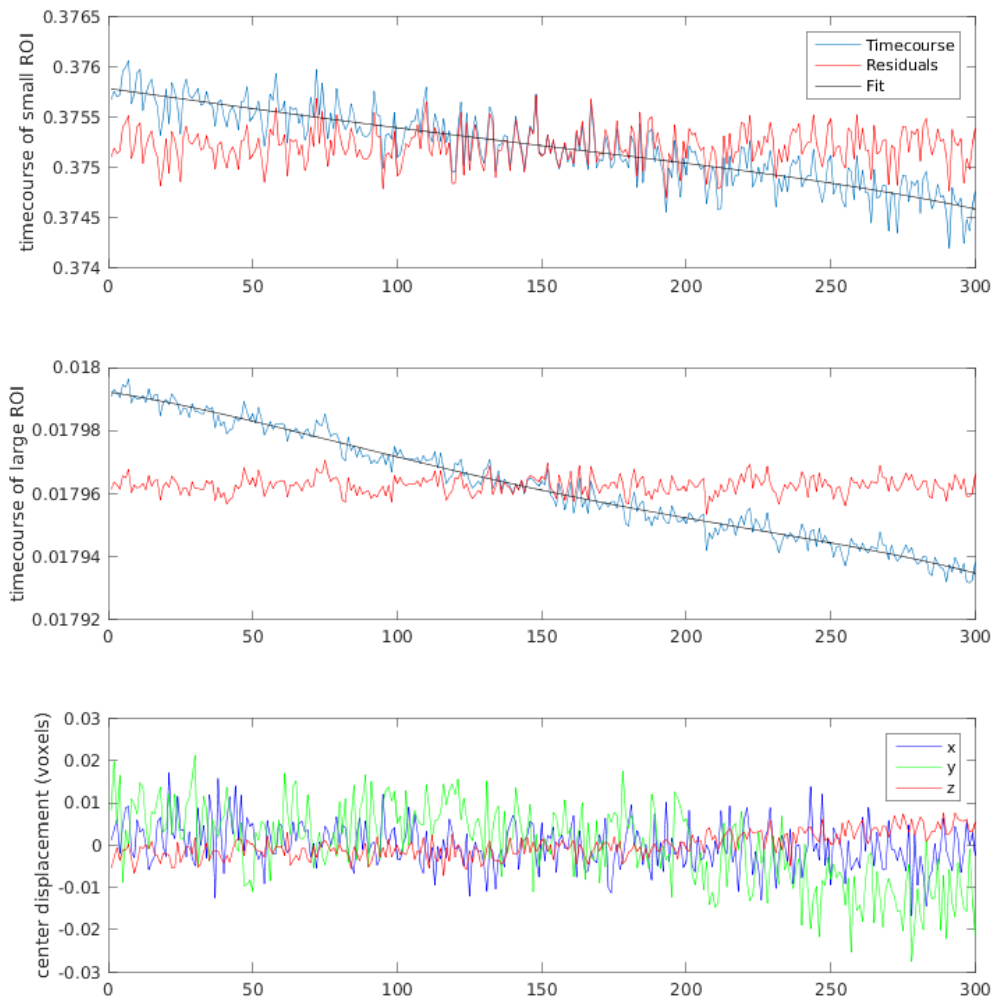 0.3765
0.376
0.3755
0.375
0.3745
0.374
timecourse of small ROI
Timecourse
Residuals
Fit
0 50 100 150 200 250 300
0.018
0.01798
0.01796
0.01794
0.01792
timecourse of large ROI
0 50 100 150 200 250 300
0.03
0.02
0.01
0
-0.01
-0.02
-0.03
center displacement (voxels)
x
y
z
0 50 100 150 200 250 300